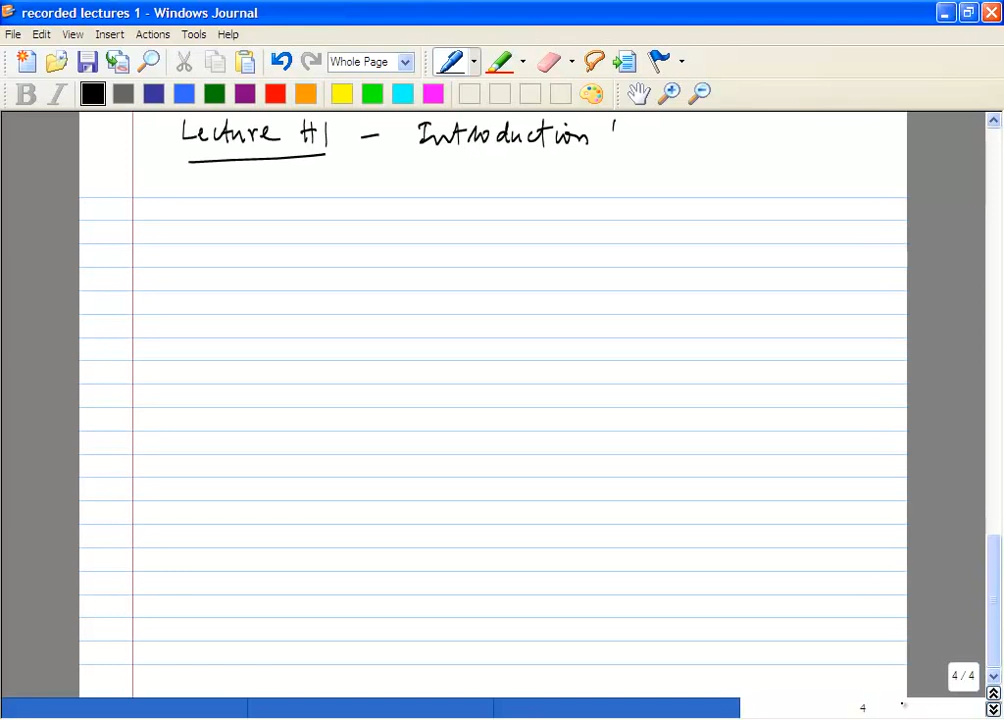 recorded lectures 1 - Windows Journal
File Edit View Insert Actions Tools Help
Whole Page
B I
Lecture #1 – Introduction '
4 / 4
4